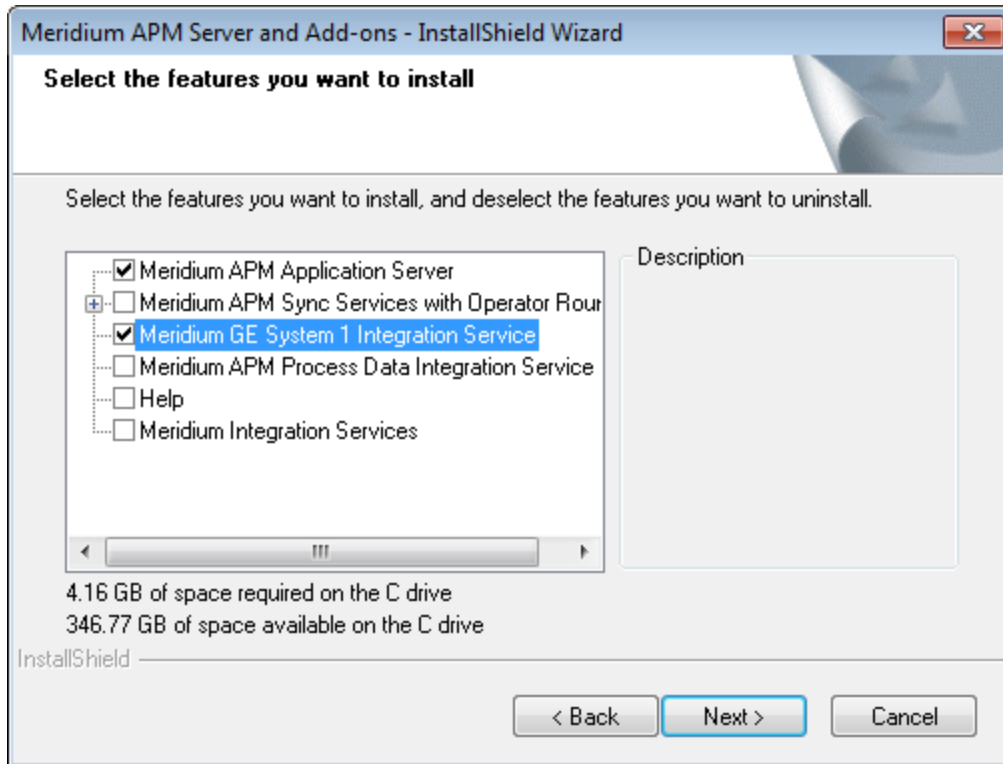 Meridium APM Server and Add-ons - InstallShield Wizard
Select the features you want to install
Select the features you want to install, and deselect the features you want to uninstall.
Meridium APM Application Server
Meridium APM Sync Services with Operator Rour
Meridium GE System 1 Integration Service
Meridium APM Process Data Integration Service
Help
Meridium Integration Services
Description
4.16 GB of space required on the C drive
346.77 GB of space available on the C drive
InstallShield
< Back
Next >
Cancel